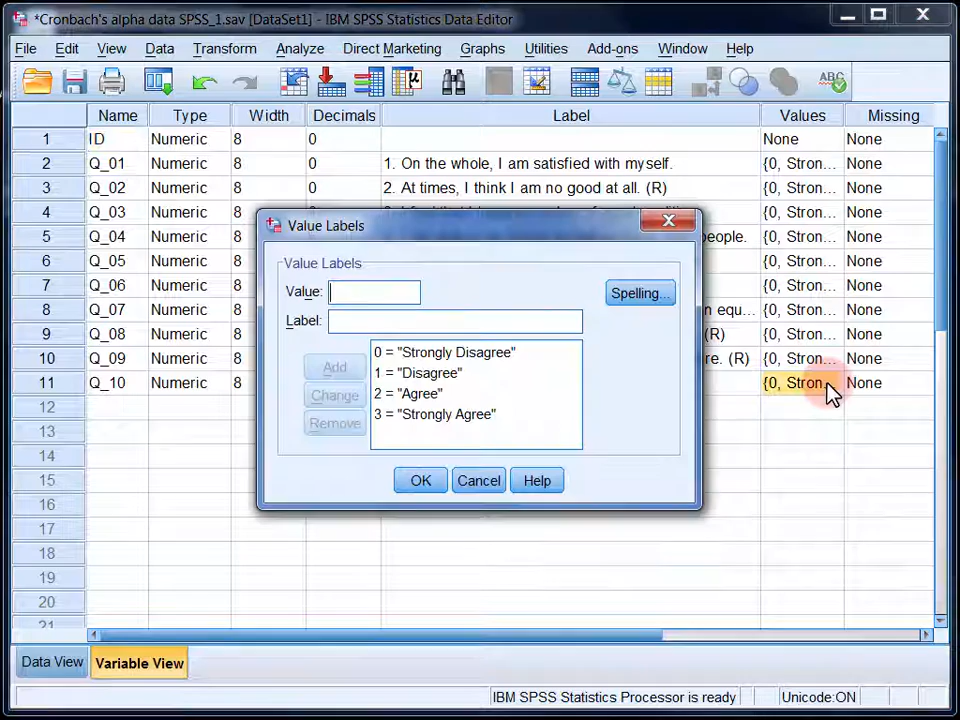 *Cronbach's alpha data SPSS_1.sav [DataSet1] - IBM SPSS Statistics Data Editor
File Edit View Data Transform Analyze Direct Marketing Graphs Utilities Add-ons Window Help
Name Type Width Decimals Label Values Missing
1 ID Numeric 8 0 None None
2 Q_01 Numeric 8 0 1. On the whole, I am satisfied with myself. {0, Stron... None
3 Q_02 Numeric 8 0 2. At times, I think I am no good at all. (R) {0, Stron... None
4 Q_03 Numeric 8 {0, Stron... None
5 Q_04 Numeric 8 people. {0, Stron... None
6 Q_05 Numeric 8 {0, Stron... None
7 Q_06 Numeric 8 {0, Stron... None
8 Q_07 Numeric 8 n equ... {0, Stron... None
9 Q_08 Numeric 8 (R) {0, Stron... None
10 Q_09 Numeric 8 re. (R) {0, Stron... None
11 Q_10 Numeric 8 {0, Stron... None
12
13
14
15
16
17
18
19
20
21
Value Labels
Value Labels
Value:
Spelling...
Label:
0 = "Strongly Disagree"
1 = "Disagree"
2 = "Agree"
3 = "Strongly Agree"
Add
Change
Remove
OK Cancel Help
Data View Variable View
IBM SPSS Statistics Processor is ready Unicode:ON